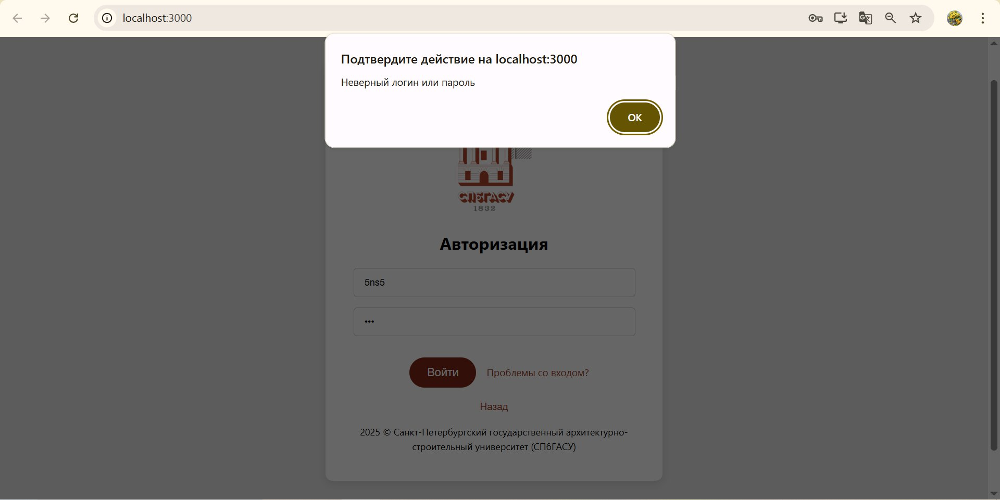 localhost:3000
Подтвердите действие на localhost:3000
Неверный логин или пароль
ОК
СПбГАСУ
1832
Авторизация
5ns5
•••
Войти
Проблемы со входом?
Назад
2025 © Санкт-Петербургский государственный архитектурно-
строительный университет (СПбГАСУ)